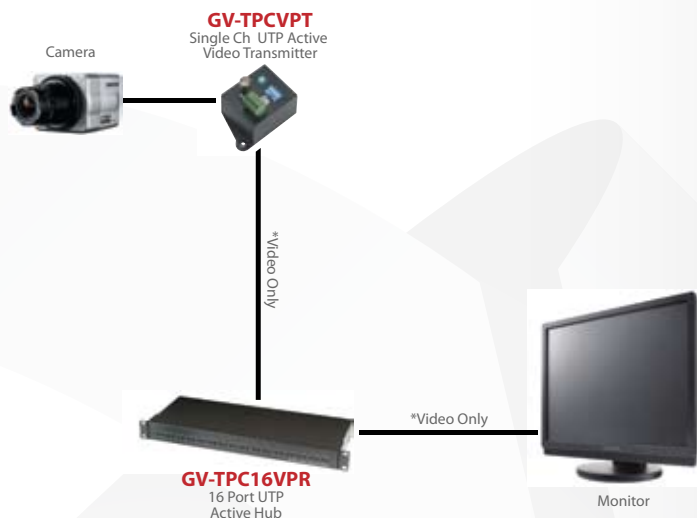 GV-TPCVPT
Single Ch UTP Active
Video Transmitter
Camera
*Video Only
*Video Only
GV-TPC16VPR
16 Port UTP
Active Hub
Monitor